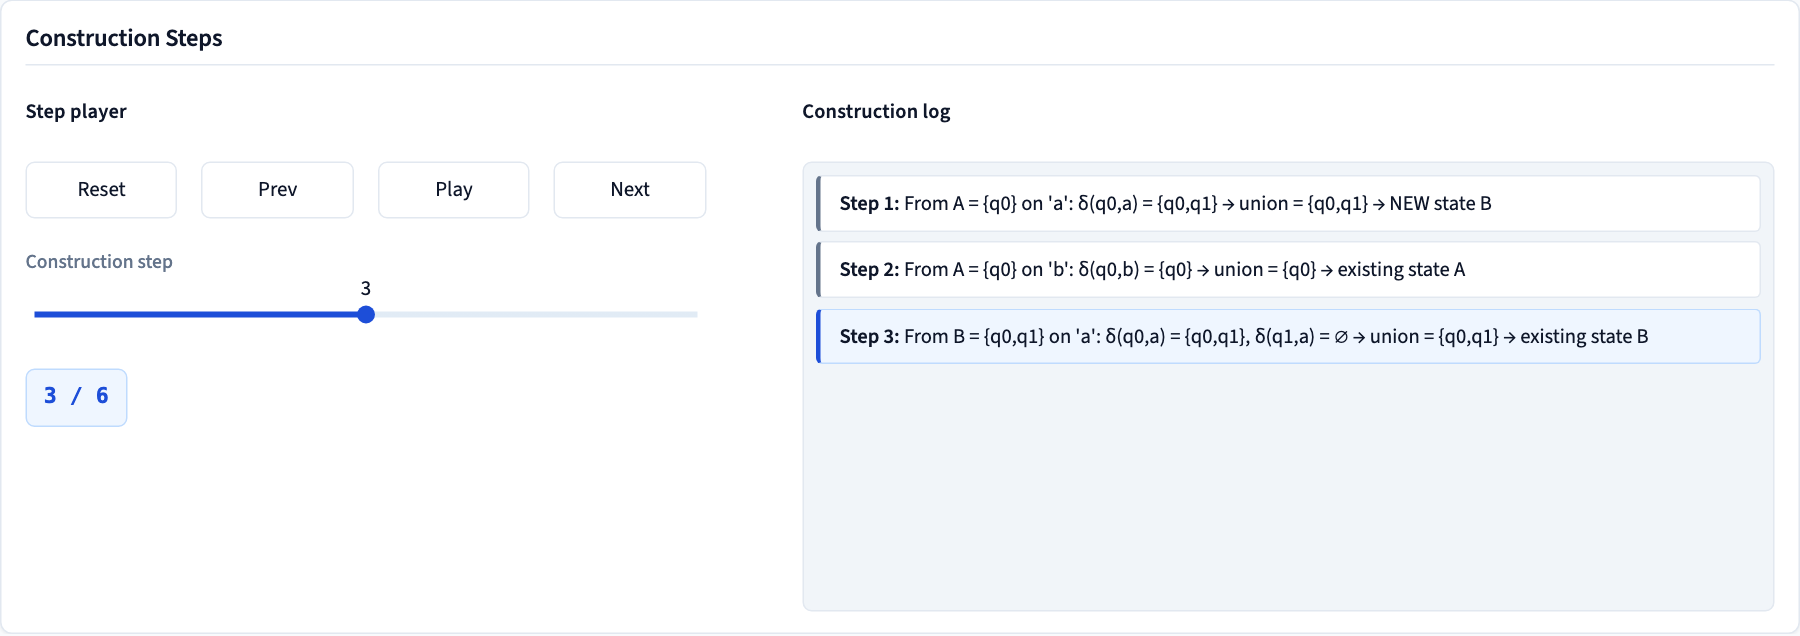 Construction Steps
Step player
Reset
Prev
Play
Next
Construction step
3
3 / 6
Construction log
Step 1: From A = {q0} on 'a': δ(q0,a) = {q0,q1} → union = {q0,q1} → NEW state B
Step 2: From A = {q0} on 'b': δ(q0,b) = {q0} → union = {q0} → existing state A
Step 3: From B = {q0,q1} on 'a': δ(q0,a) = {q0,q1}, δ(q1,a) = ∅ → union = {q0,q1} → existing state B